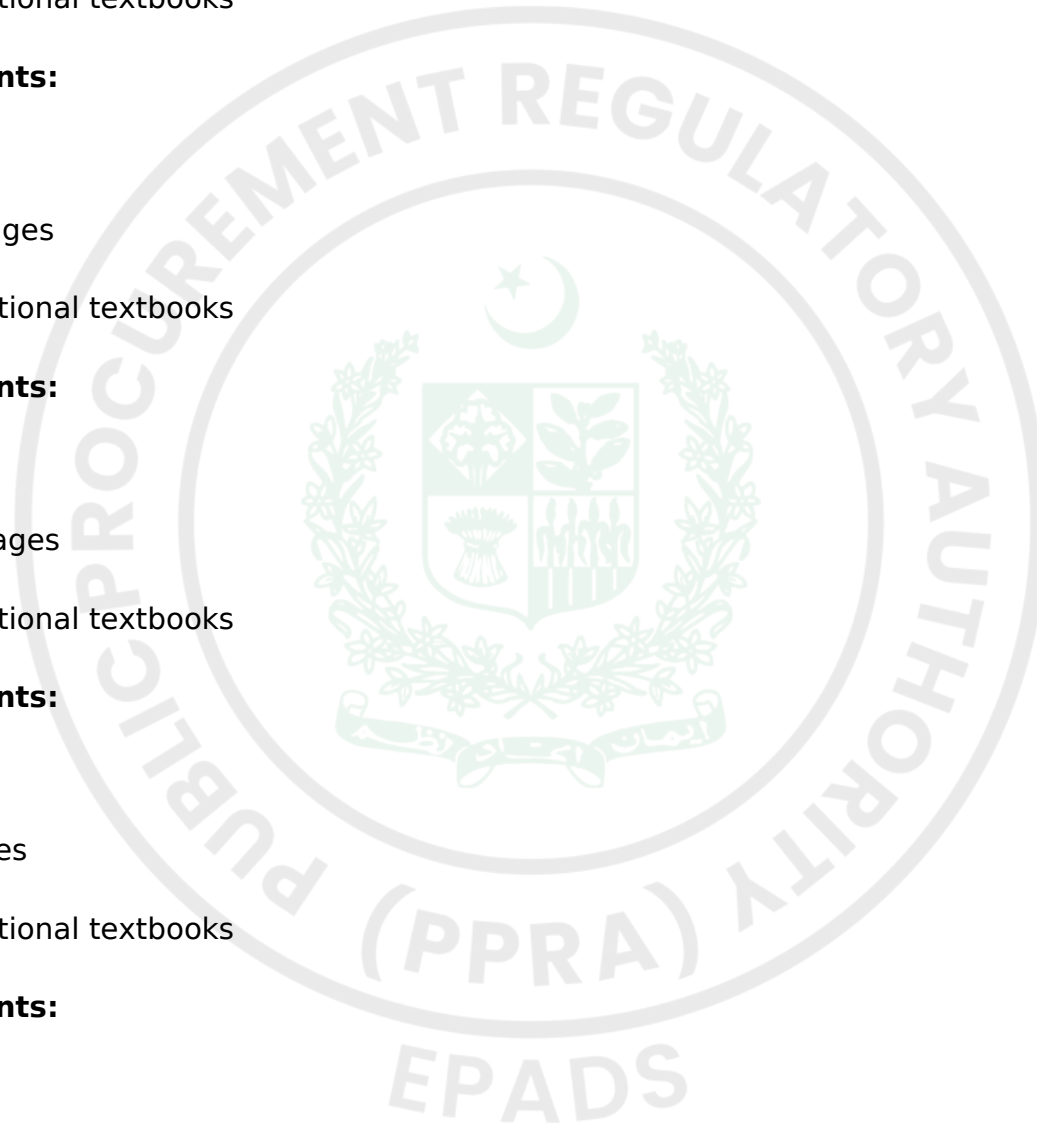 tional textbooks
nts:
ges
tional textbooks
nts:
ages
tional textbooks
nts:
es
tional textbooks
nts:
PUBLIC PROCUREMENT REGULATORY AUTHORITY
(PPRA)
EPADS